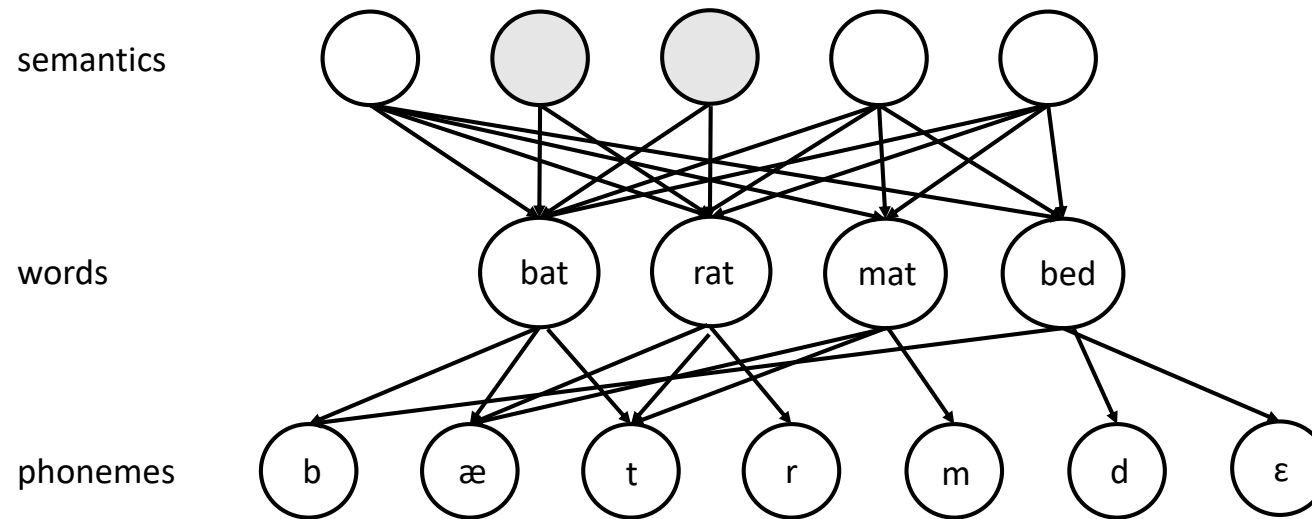 semantics
words
bat rat mat bed
phonemes
b æ t r m d ε